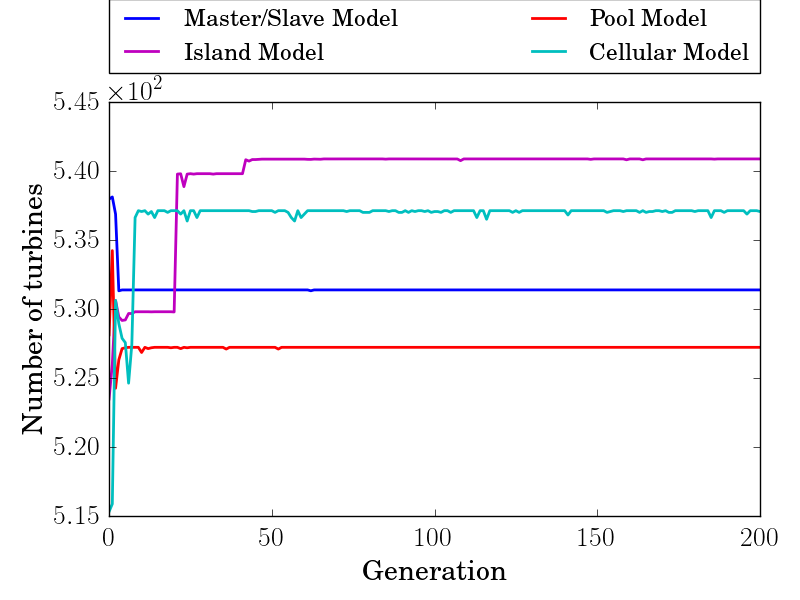 Master/Slave Model Pool Model
Island Model Cellular Model
×10²
5.45
5.40
5.35
5.30
5.25
5.20
5.15
Number of turbines
0 50 100 150 200
Generation